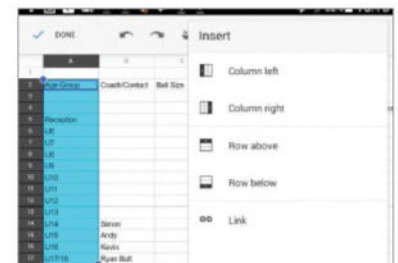 DONE
Insert
A
Age Group Coach/Contact Ball Size
Reception
U6
U7
U8
U9
U10
U11
U12
U13
U14 Simon
U15 Andy
U16 Kevin
U17/18 Ryan Butt
Column left
Column right
Row above
Row below
Link